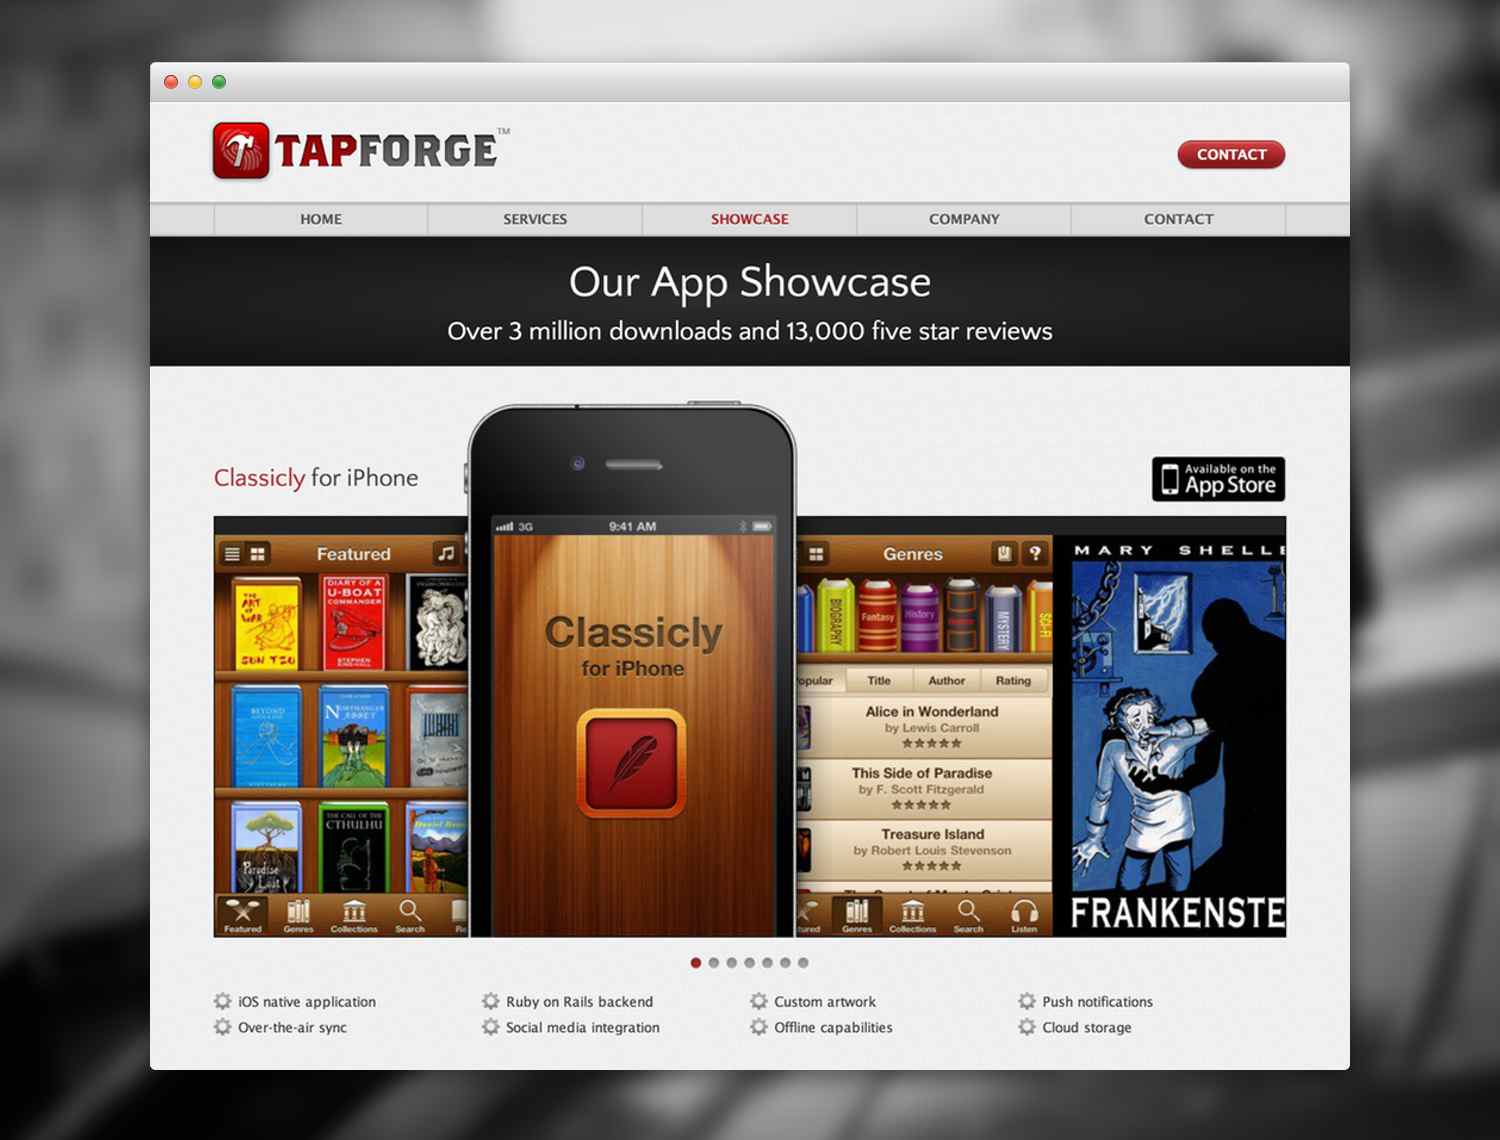 TAPFORGE™
CONTACT
HOME
SERVICES
SHOWCASE
COMPANY
CONTACT
Our App Showcase
Over 3 million downloads and 13,000 five star reviews
Classicly for iPhone
Available on the
App Store
Featured
THE
ART
OF
WAR
SUN TZU
DIARY OF A
U-BOAT
COMMANDER
STEPHEN
KING-HALL
BEYOND
NORTHANGER
ABBEY
Paradise
Lost
THE CALL OF THE
CTHULHU
Featured
Genres
Collections
Search
3G
9:41 AM
Classicly
for iPhone
Genres
?
BIOGRAPHY
Fantasy
History
MYSTERY
SCI-FI
opular
Title
Author
Rating
Alice in Wonderland
by Lewis Carroll
★★★★★
This Side of Paradise
by F. Scott Fitzgerald
★★★★★
Treasure Island
by Robert Louis Stevenson
★★★★★
tured
Genres
Collections
Search
Listen
MARY SHELLE
FRANKENSTE
iOS native application
Ruby on Rails backend
Custom artwork
Push notifications
Over-the-air sync
Social media integration
Offline capabilities
Cloud storage